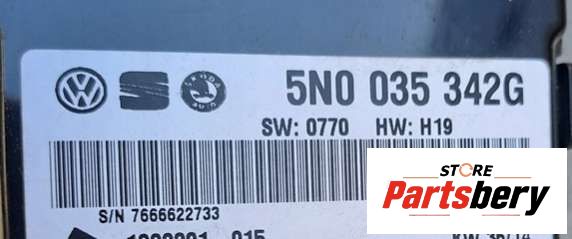 5N0 035 342G
SW: 0770 HW: H19
S/N 7666622733
STORE
Partsbery